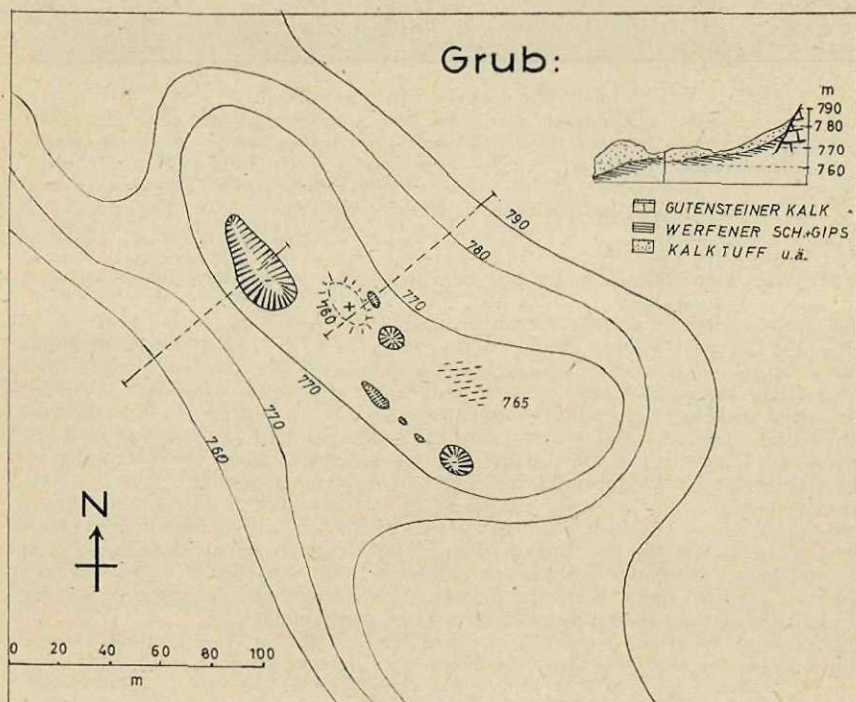 Grub:
m
790
780
770
760
GUTENSTEINER KALK
WERFENER SCH.+GIPS
KALKTUFF u.ä.
790
780
770
760
765
770
770
760
N
0 20 40 60 80 100
m